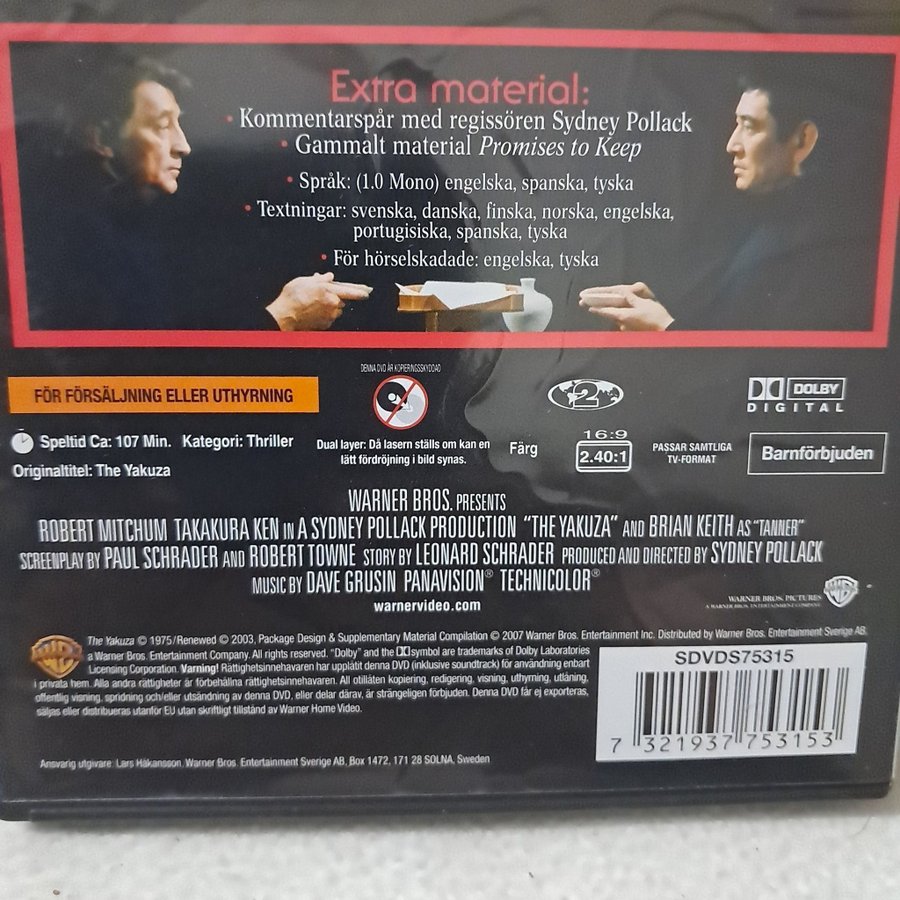 Extra material:
• Kommentarspår med regissören Sydney Pollack
• Gammalt material Promises to Keep
• Språk: (1.0 Mono) engelska, spanska, tyska
• Textningar: svenska, danska, finska, norska, engelska,
portugisiska, spanska, tyska
• För hörselskadade: engelska, tyska
DENNA DVD ÄR KOPIERINGSSKYDDAD
FÖR FÖRSÄLJNING ELLER UTHYRNING
2
DOLBY
DIGITAL
Speltid Ca: 107 Min. Kategori: Thriller
Originaltitel: The Yakuza
Dual layer: Då lasern ställs om kan en
lätt fördröjning i bild synas.
Färg
16:9
2.40:1
PASSAR SAMTLIGA
TV-FORMAT
Barnförbjuden
WARNER BROS. PRESENTS
ROBERT MITCHUM TAKAKURA KEN IN A SYDNEY POLLACK PRODUCTION "THE YAKUZA" AND BRIAN KEITH AS "TANNER"
SCREENPLAY BY PAUL SCHRADER AND ROBERT TOWNE STORY BY LEONARD SCHRADER PRODUCED AND DIRECTED BY SYDNEY POLLACK
MUSIC BY DAVE GRUSIN PANAVISION® TECHNICOLOR®
warnervideo.com
WARNER BROS. PICTURES
A WARNER BROS. ENTERTAINMENT COMPANY
The Yakuza © 1975/Renewed © 2003, Package Design & Supplementary Material Compilation © 2007 Warner Bros. Entertainment Inc. Distributed by Warner Bros. Entertainment Sverige AB,
a Warner Bros. Entertainment Company. All rights reserved. "Dolby" and the DD symbol are trademarks of Dolby Laboratories
Licensing Corporation. Varning! Rättighetsinnehavaren har upplåtit denna DVD (inklusive soundtrack) för användning enbart
i privata hem. Alla andra rättigheter är förbehållna rättighetsinnehavaren. All otillåten kopiering, redigering, visning, uthyrning, utlåning,
offentlig visning, spridning och/eller utsändning av denna DVD, eller delar därav, är strängeligen förbjuden. Denna DVD får ej exporteras,
säljas eller distribueras utanför EU utan skriftligt tillstånd av Warner Home Video.
SDVDS75315
7 321937 753153
Ansvarig utgivare: Lars Håkansson, Warner Bros. Entertainment Sverige AB, Box 1472, 171 28 SOLNA, Sweden